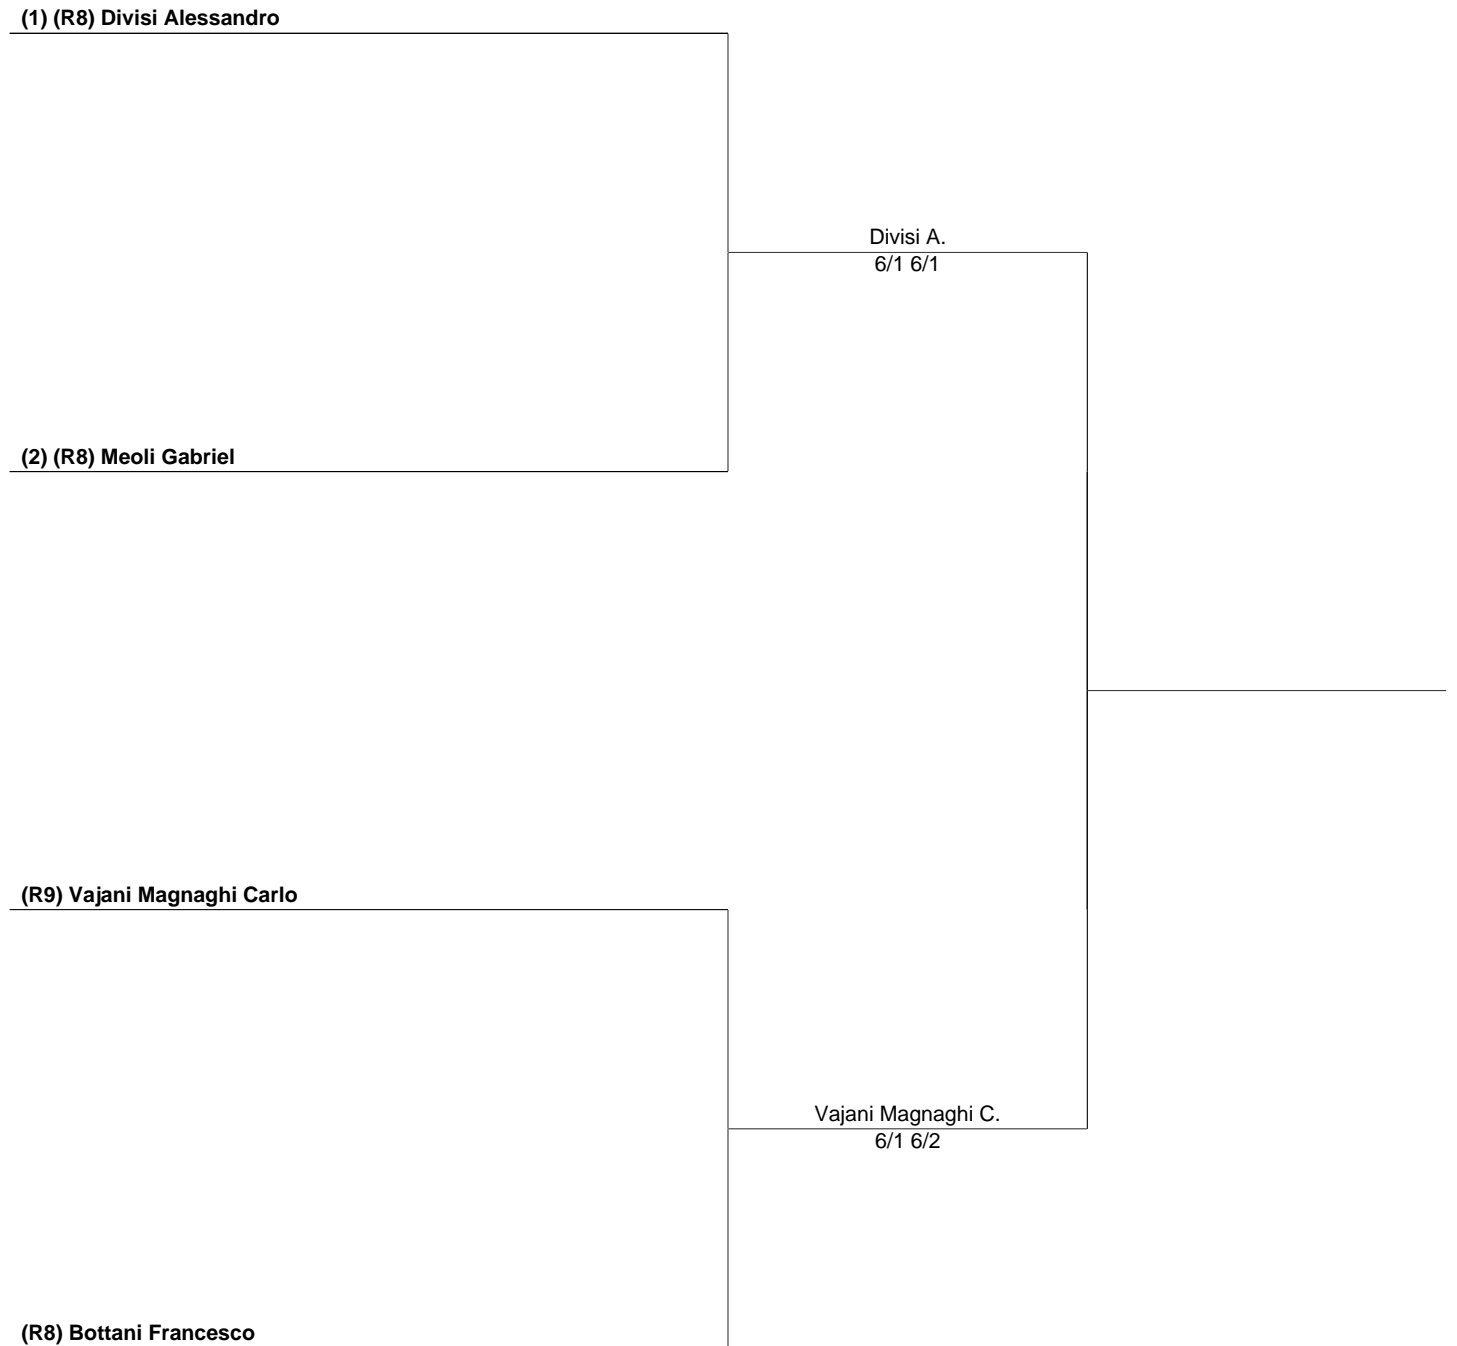 (1) (R8) Divisi Alessandro
Divisi A.
6/1 6/1
(2) (R8) Meoli Gabriel
(R9) Vajani Magnaghi Carlo
Vajani Magnaghi C.
6/1 6/2
(R8) Bottani Francesco